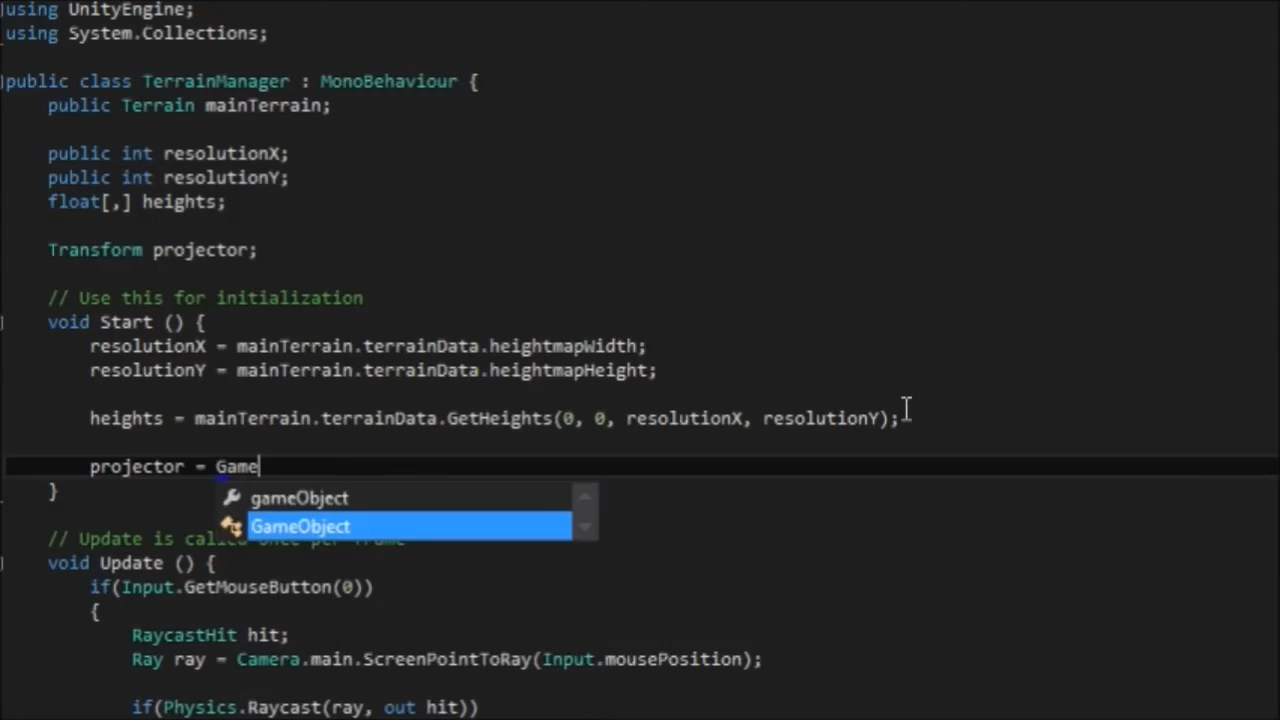 using UnityEngine;
using System.Collections;
public class TerrainManager : MonoBehaviour {
public Terrain mainTerrain;
public int resolutionX;
public int resolutionY;
float[,] heights;
Transform projector;
// Use this for initialization
void Start () {
resolutionX = mainTerrain.terrainData.heightmapWidth;
resolutionY = mainTerrain.terrainData.heightmapHeight;
heights = mainTerrain.terrainData.GetHeights(0, 0, resolutionX, resolutionY);
projector = Game
}
gameObject
GameObject
// Update is called once per frame
void Update () {
if(Input.GetMouseButton(0))
{
RaycastHit hit;
Ray ray = Camera.main.ScreenPointToRay(Input.mousePosition);
if(Physics.Raycast(ray, out hit))